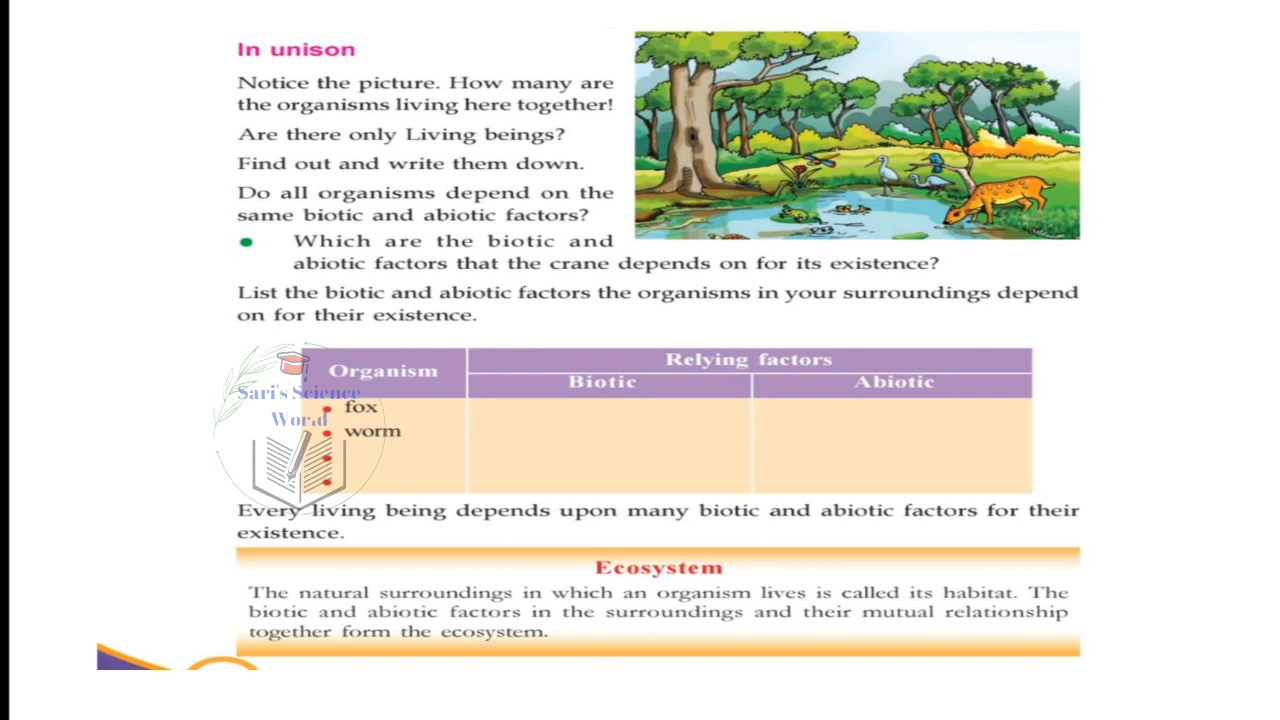 In unison
Notice the picture. How many are
the organisms living here together!
Are there only Living beings?
Find out and write them down.
Do all organisms depend on the
same biotic and abiotic factors?
● Which are the biotic and
abiotic factors that the crane depends on for its existence?
List the biotic and abiotic factors the organisms in your surroundings depend
on for their existence.
Organism
Relying factors
Biotic
Abiotic
• fox
• worm
•
•
Sari's Science
World
Every living being depends upon many biotic and abiotic factors for their
existence.
Ecosystem
The natural surroundings in which an organism lives is called its habitat. The
biotic and abiotic factors in the surroundings and their mutual relationship
together form the ecosystem.